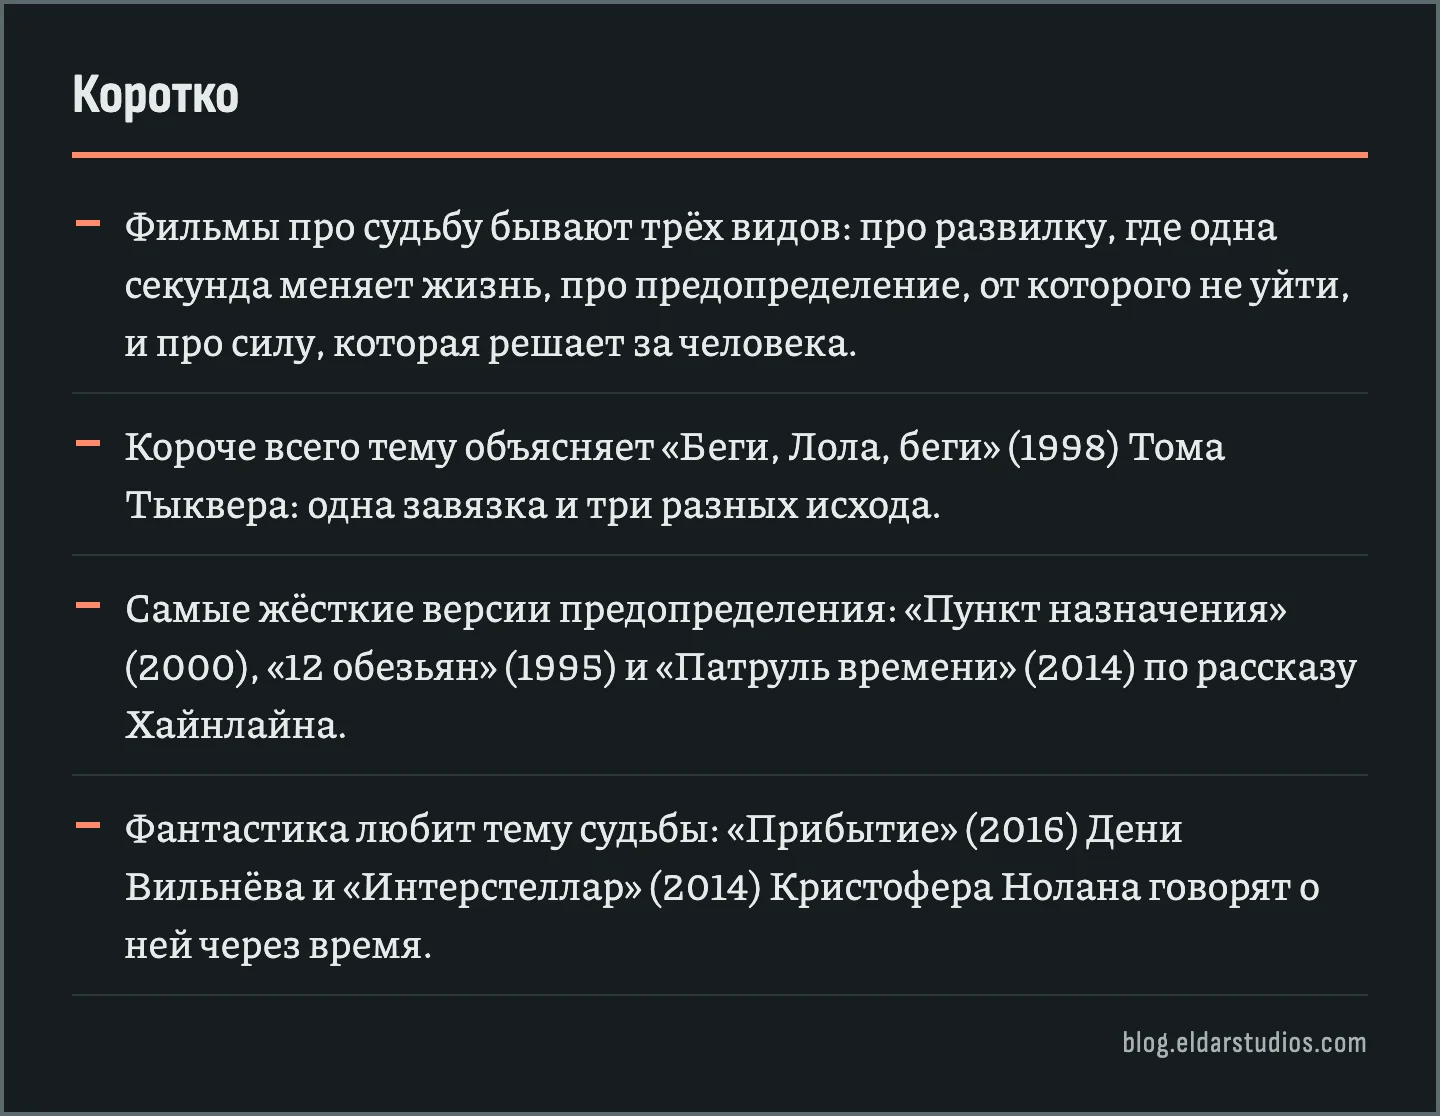 Коротко
Фильмы про судьбу бывают трёх видов: про развилку, где одна
секунда меняет жизнь, про предопределение, от которого не уйти,
и про силу, которая решает за человека.
Короче всего тему объясняет «Беги, Лола, беги» (1998) Тома
Тыквера: одна завязка и три разных исхода.
Самые жёсткие версии предопределения: «Пункт назначения»
(2000), «12 обезьян» (1995) и «Патруль времени» (2014) по рассказу
Хайнлайна.
Фантастика любит тему судьбы: «Прибытие» (2016) Дени
Вильнёва и «Интерстеллар» (2014) Кристофера Нолана говорят о
ней через время.
blog.eldarstudios.com